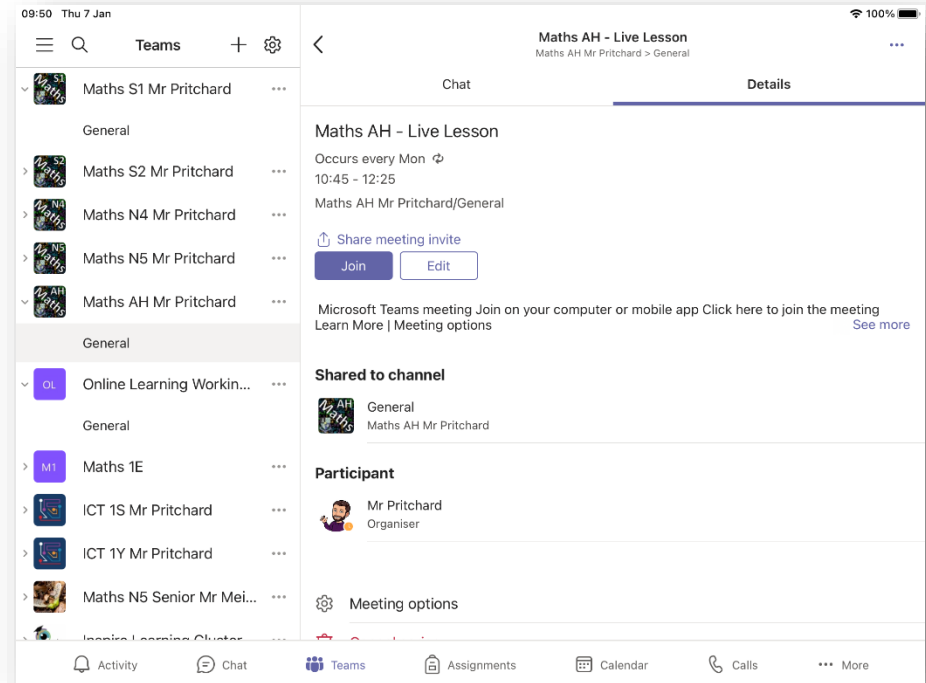 09:50 Thu 7 Jan
100%
Teams
Maths S1 Mr Pritchard
General
Maths S2 Mr Pritchard
Maths N4 Mr Pritchard
Maths N5 Mr Pritchard
Maths AH Mr Pritchard
General
OL Online Learning Workin...
General
M1 Maths 1E
ICT 1S Mr Pritchard
ICT 1Y Mr Pritchard
Maths N5 Senior Mr Mei...
Maths AH - Live Lesson
Maths AH Mr Pritchard > General
Chat Details
Maths AH - Live Lesson
Occurs every Mon
10:45 - 12:25
Maths AH Mr Pritchard/General
Share meeting invite
Join Edit
Microsoft Teams meeting Join on your computer or mobile app Click here to join the meeting
Learn More | Meeting options
See more
Shared to channel
General
Maths AH Mr Pritchard
Participant
Mr Pritchard
Organiser
Meeting options
Activity Chat Teams Assignments Calendar Calls More